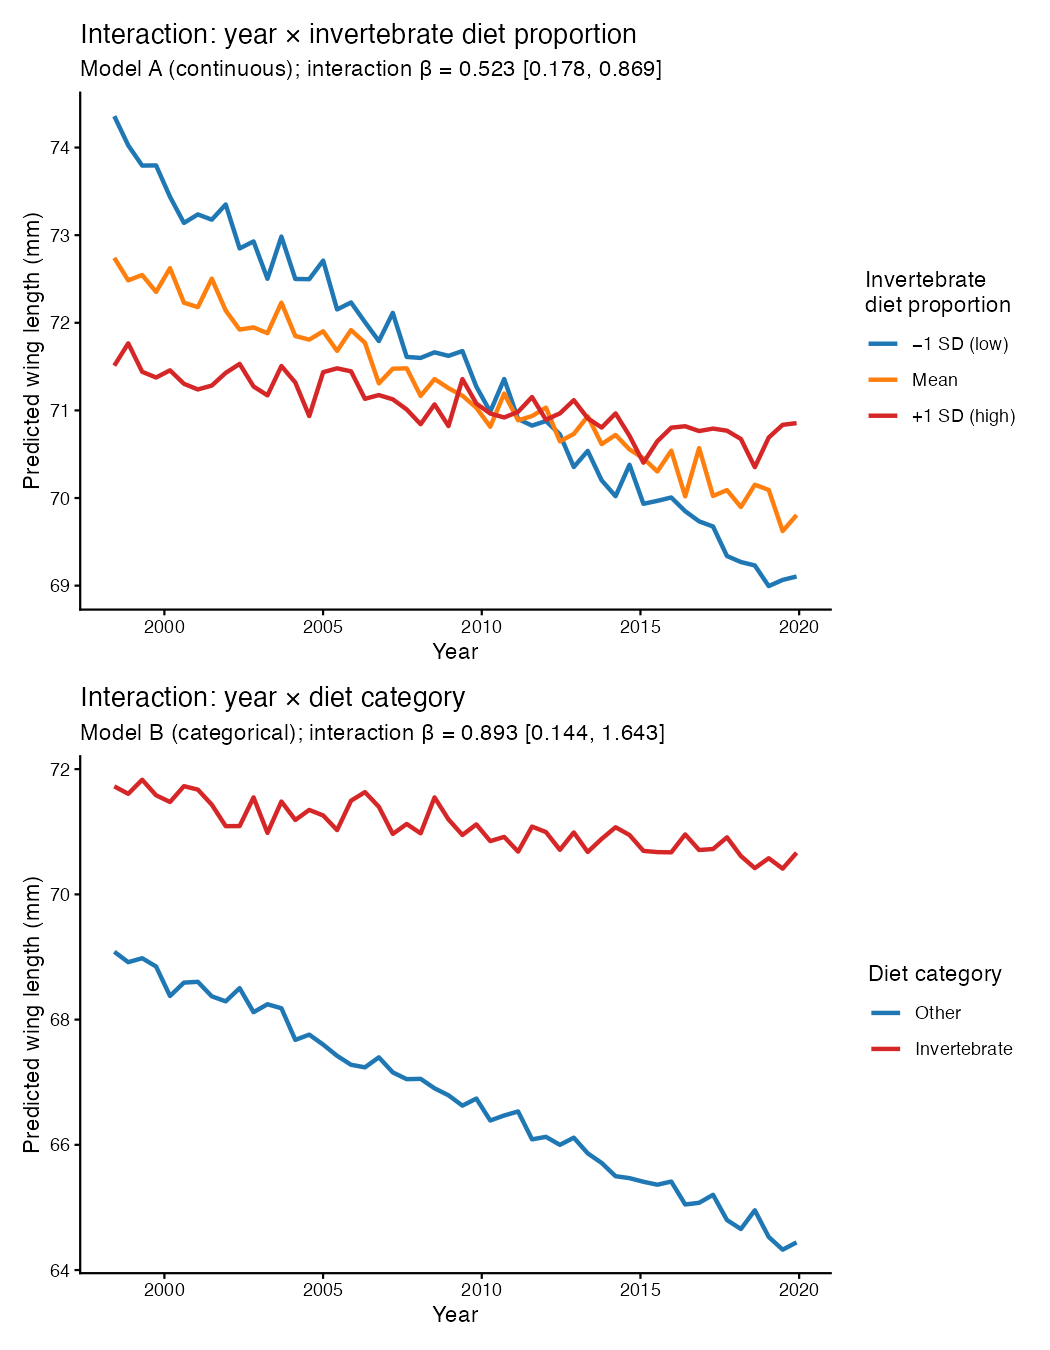 Interaction: year × invertebrate diet proportion
Model A (continuous); interaction β = 0.523 [0.178, 0.869]
Predicted wing length (mm)
74
73
72
71
70
69
2000
2005
2010
2015
2020
Year
Invertebrate
diet proportion
−1 SD (low)
Mean
+1 SD (high)
Interaction: year × diet category
Model B (categorical); interaction β = 0.893 [0.144, 1.643]
Predicted wing length (mm)
72
70
68
66
64
2000
2005
2010
2015
2020
Year
Diet category
Other
Invertebrate